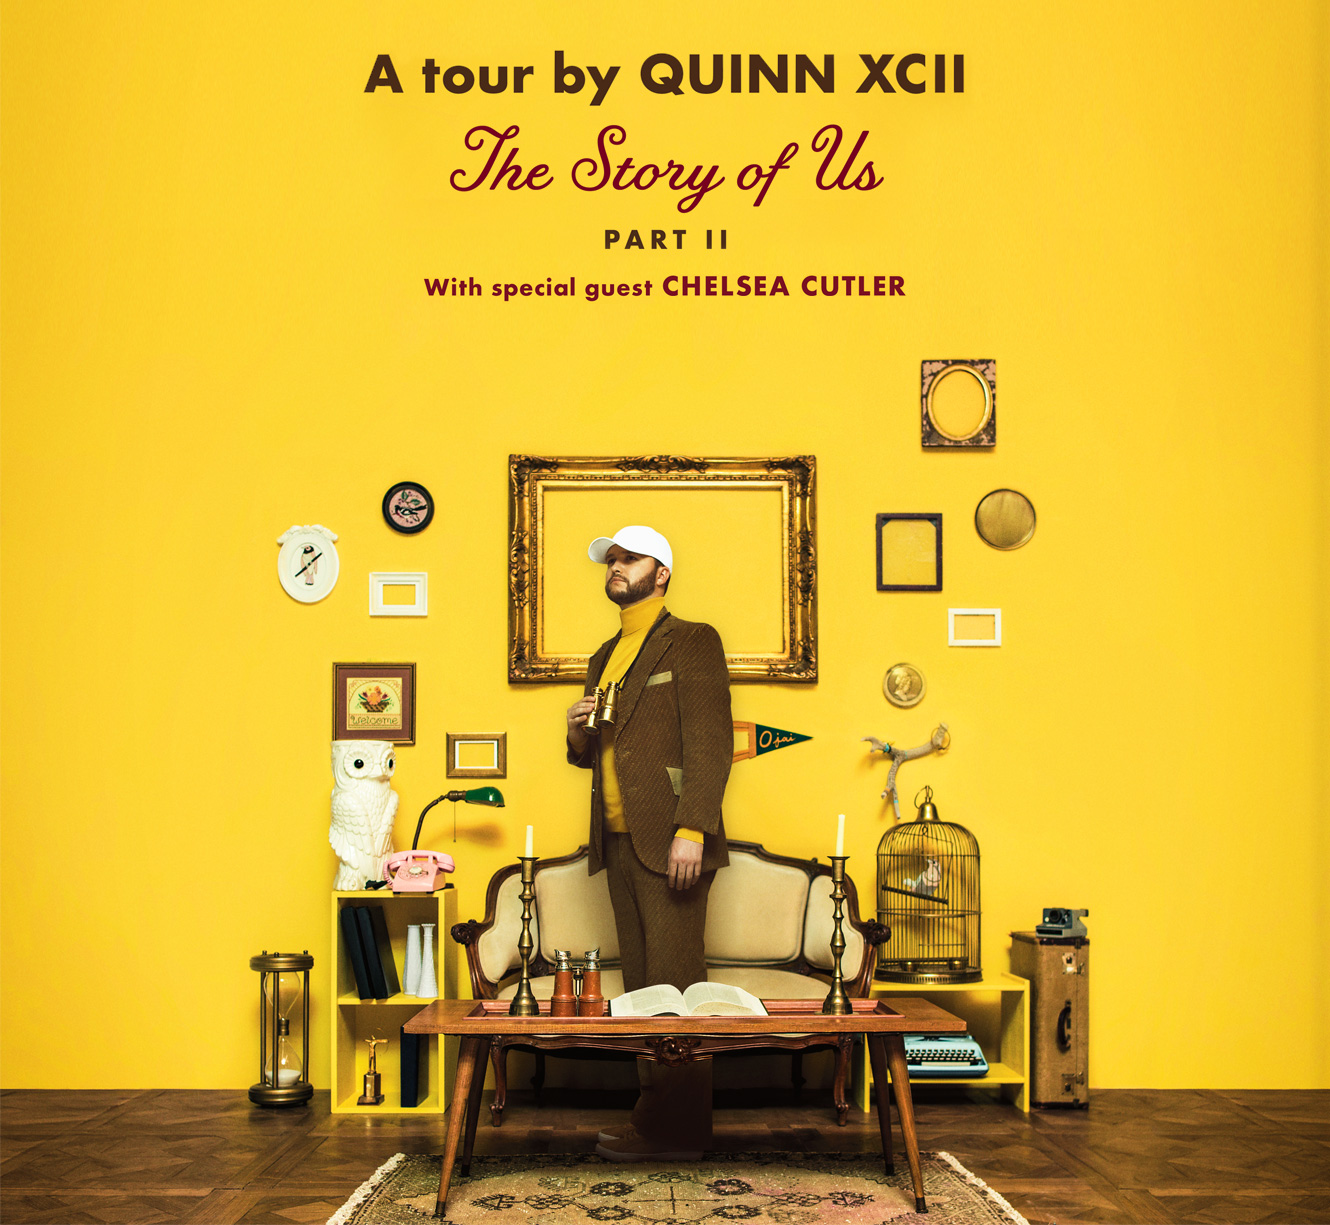 A tour by QUINN XCII
The Story of Us
PART II
With special guest CHELSEA CUTLER
Welcome
Ojai